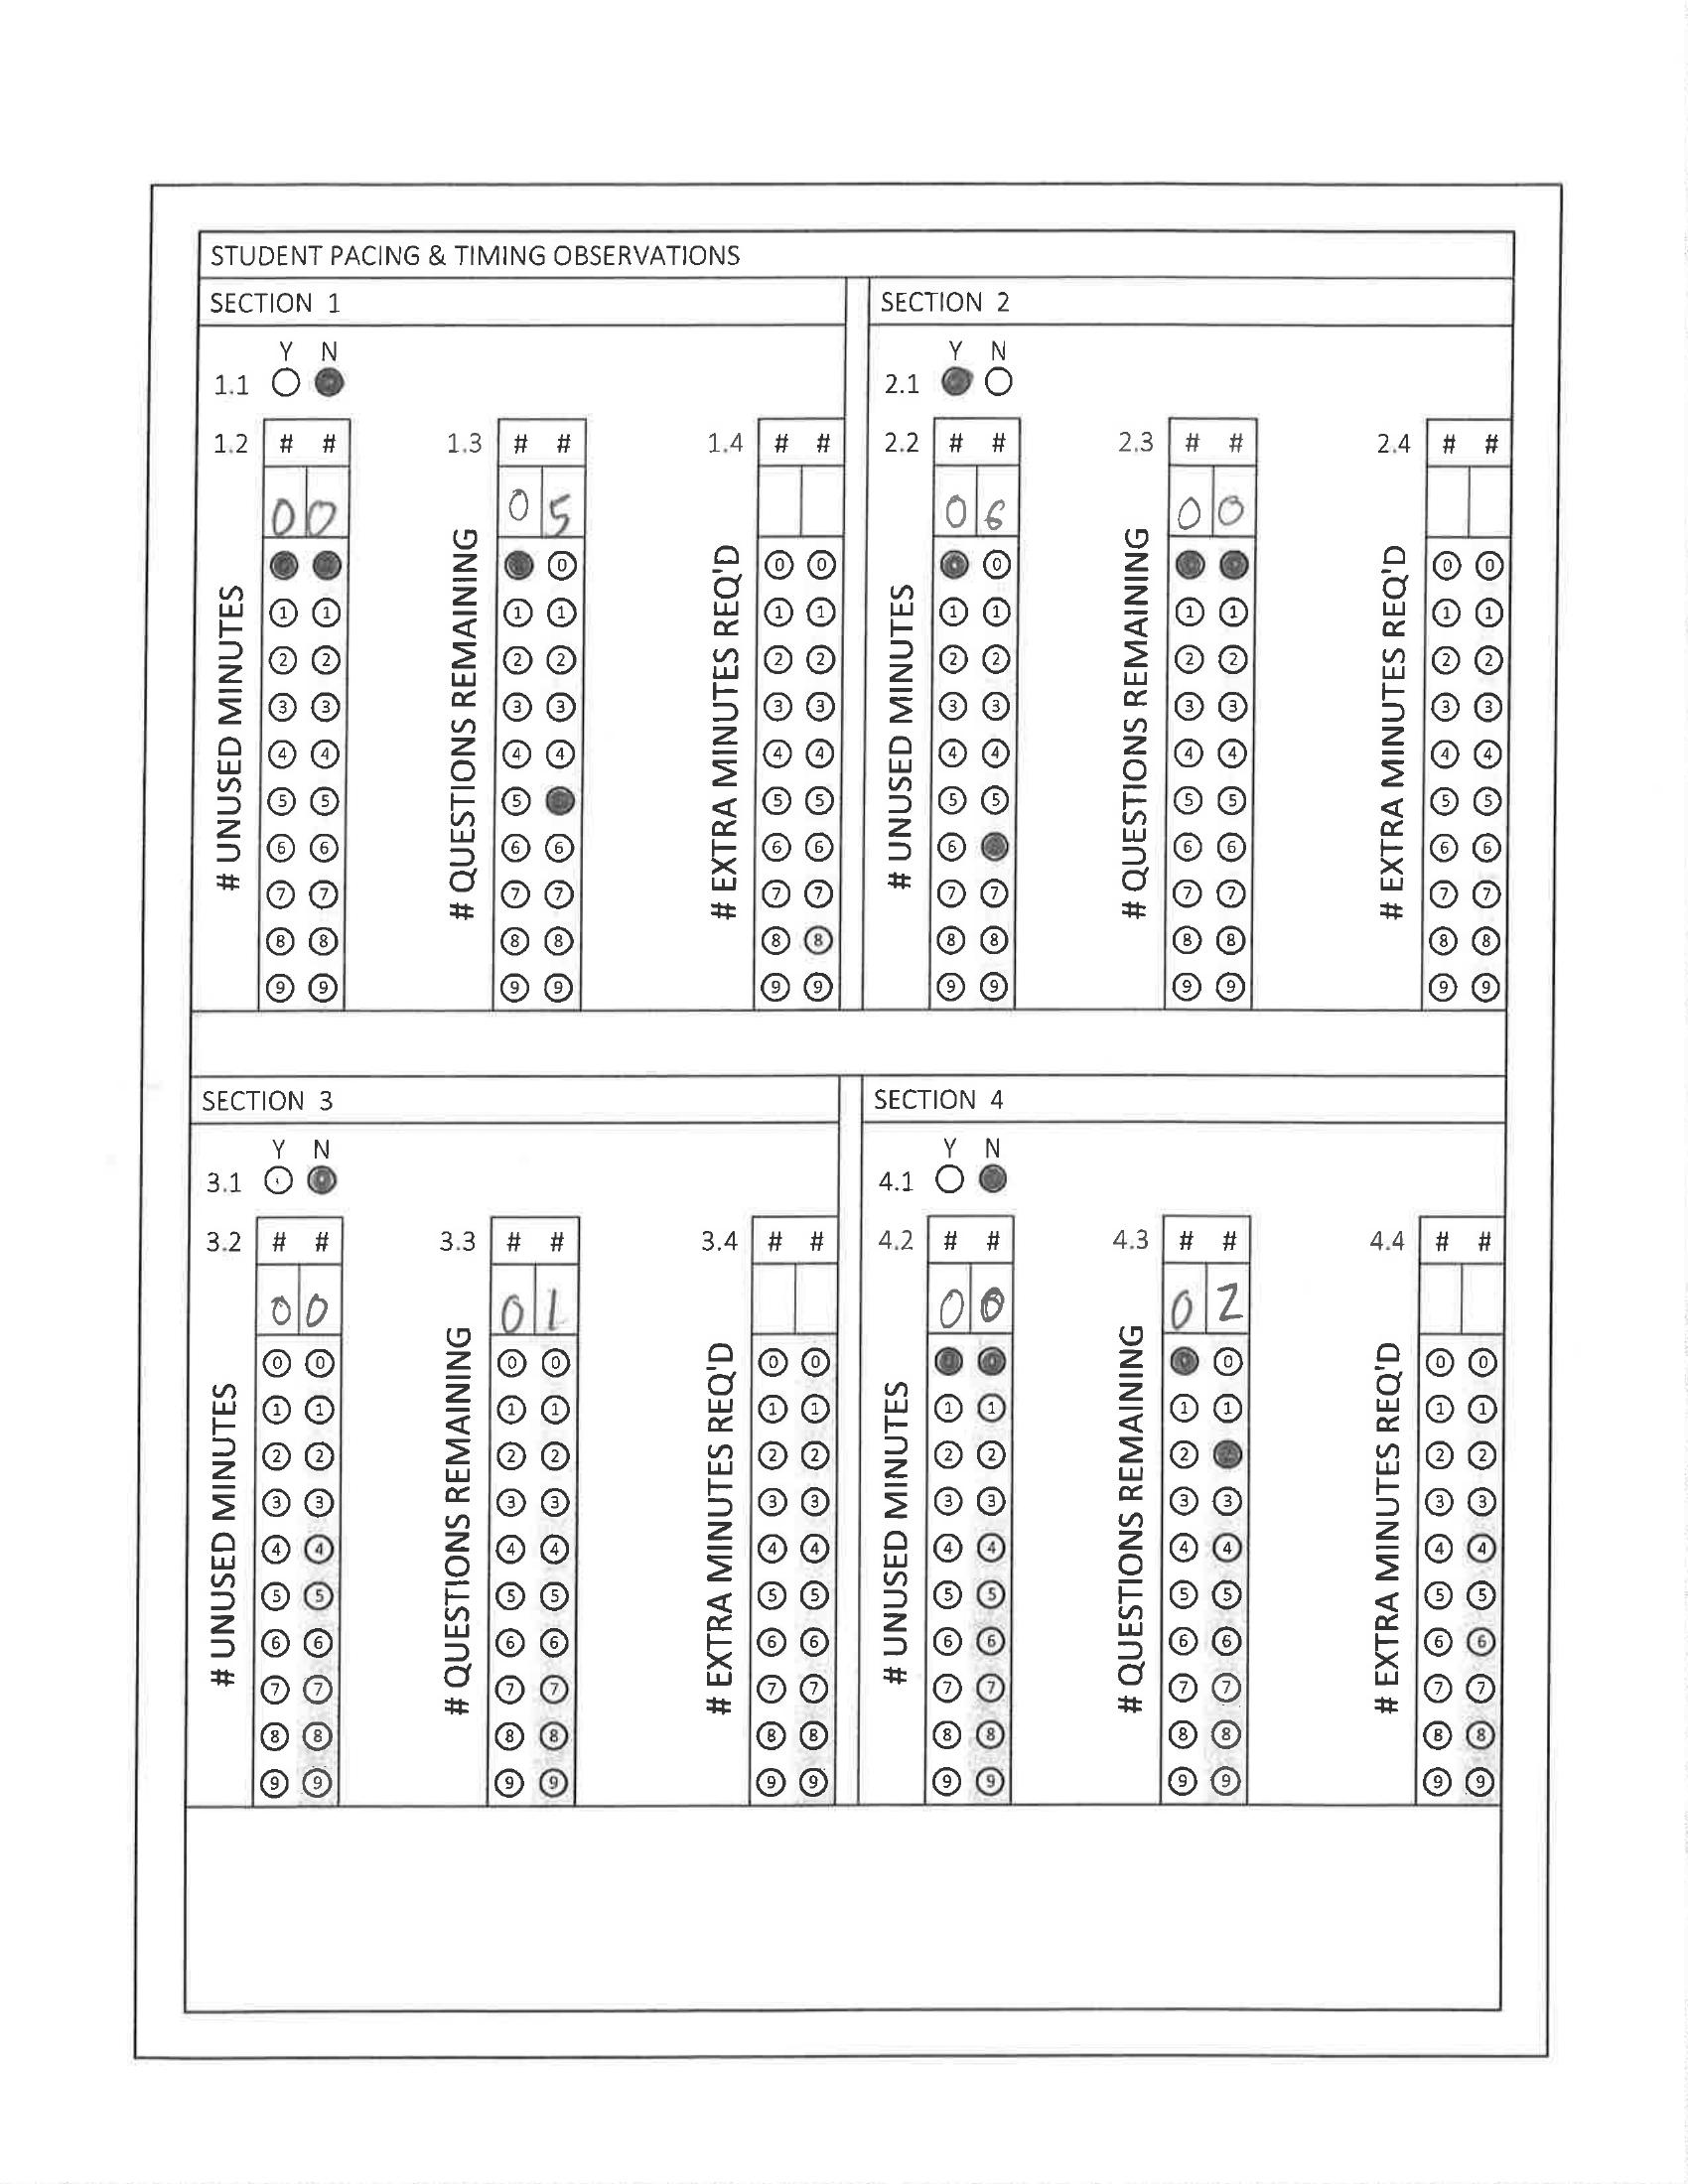 STUDENT PACING & TIMING OBSERVATIONS
SECTION 1
SECTION 2
Y N
Y N
1.1
2.1
1.2 # # 1.3 # # 1.4 # # 2.2 # # 2.3 # # 2.4 # #
0 0 0 5 0 6 0 0
# UNUSED MINUTES
# QUESTIONS REMAINING
# EXTRA MINUTES REQ'D
# UNUSED MINUTES
# QUESTIONS REMAINING
# EXTRA MINUTES REQ'D
0 0 0 0 0 0
1 1 1 1 1 1 1 1 1 1 1 1
2 2 2 2 2 2 2 2 2 2 2 2
3 3 3 3 3 3 3 3 3 3 3 3
4 4 4 4 4 4 4 4 4 4 4 4
5 5 5 5 5 5 5 5 5 5 5
6 6 6 6 6 6 6 6 6 6 6
7 7 7 7 7 7 7 7 7 7 7 7
8 8 8 8 8 8 8 8 8 8 8 8
9 9 9 9 9 9 9 9 9 9 9 9
SECTION 3
SECTION 4
Y N
Y N
3.1
4.1
3.2 # # 3.3 # # 3.4 # # 4.2 # # 4.3 # # 4.4 # #
0 0 0 1 0 0 0 2
# UNUSED MINUTES
# QUESTIONS REMAINING
# EXTRA MINUTES REQ'D
# UNUSED MINUTES
# QUESTIONS REMAINING
# EXTRA MINUTES REQ'D
0 0 0 0 0 0 0 0 0
1 1 1 1 1 1 1 1 1 1 1 1
2 2 2 2 2 2 2 2 2 2 2
3 3 3 3 3 3 3 3 3 3 3 3
4 4 4 4 4 4 4 4 4 4 4 4
5 5 5 5 5 5 5 5 5 5 5 5
6 6 6 6 6 6 6 6 6 6 6 6
7 7 7 7 7 7 7 7 7 7 7 7
8 8 8 8 8 8 8 8 8 8 8 8
9 9 9 9 9 9 9 9 9 9 9 9